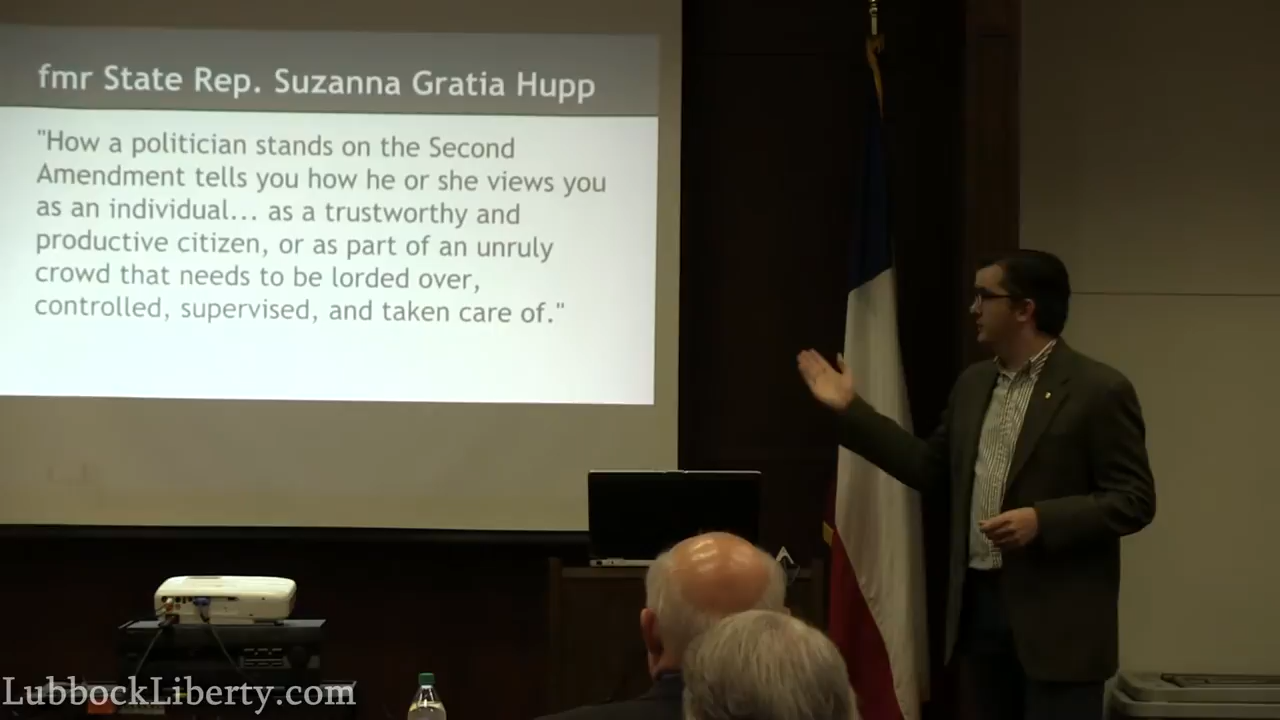 fmr State Rep. Suzanna Gratia Hupp
"How a politician stands on the Second
Amendment tells you how he or she views you
as an individual... as a trustworthy and
productive citizen, or as part of an unruly
crowd that needs to be lorded over,
controlled, supervised, and taken care of."
LubbockLiberty.com